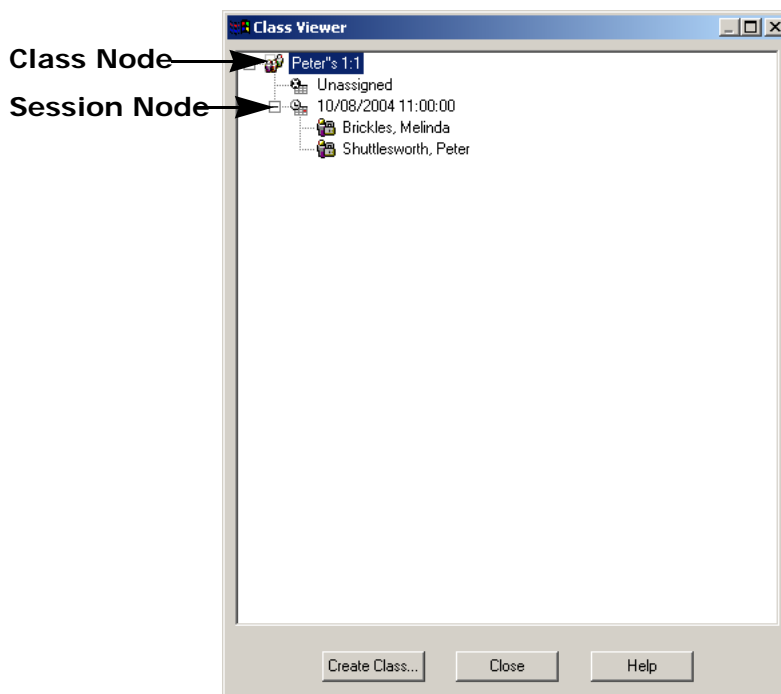 Class Viewer
Class Node
Peter"s 1:1
Unassigned
Session Node
10/08/2004 11:00:00
Brickles, Melinda
Shuttlesworth, Peter
Create Class...
Close
Help